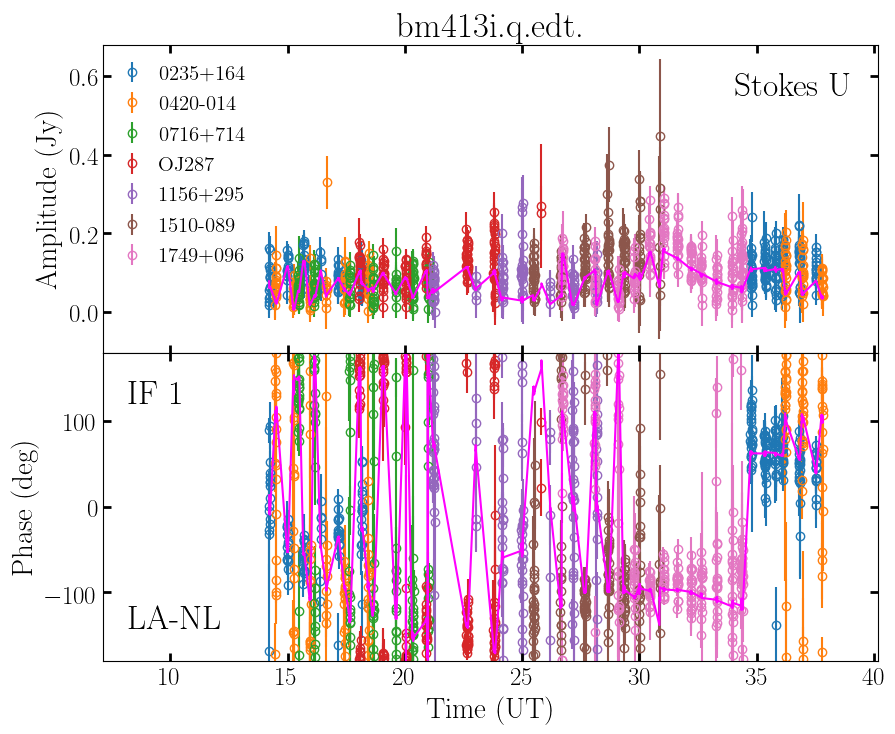 bm413i.q.edt.
Stokes U
0235+164
0420-014
0716+714
OJ287
1156+295
1510-089
1749+096
Amplitude (Jy)
0.6
0.4
0.2
0.0
IF 1
LA-NL
Phase (deg)
100
0
−100
10 15 20 25 30 35 40
Time (UT)